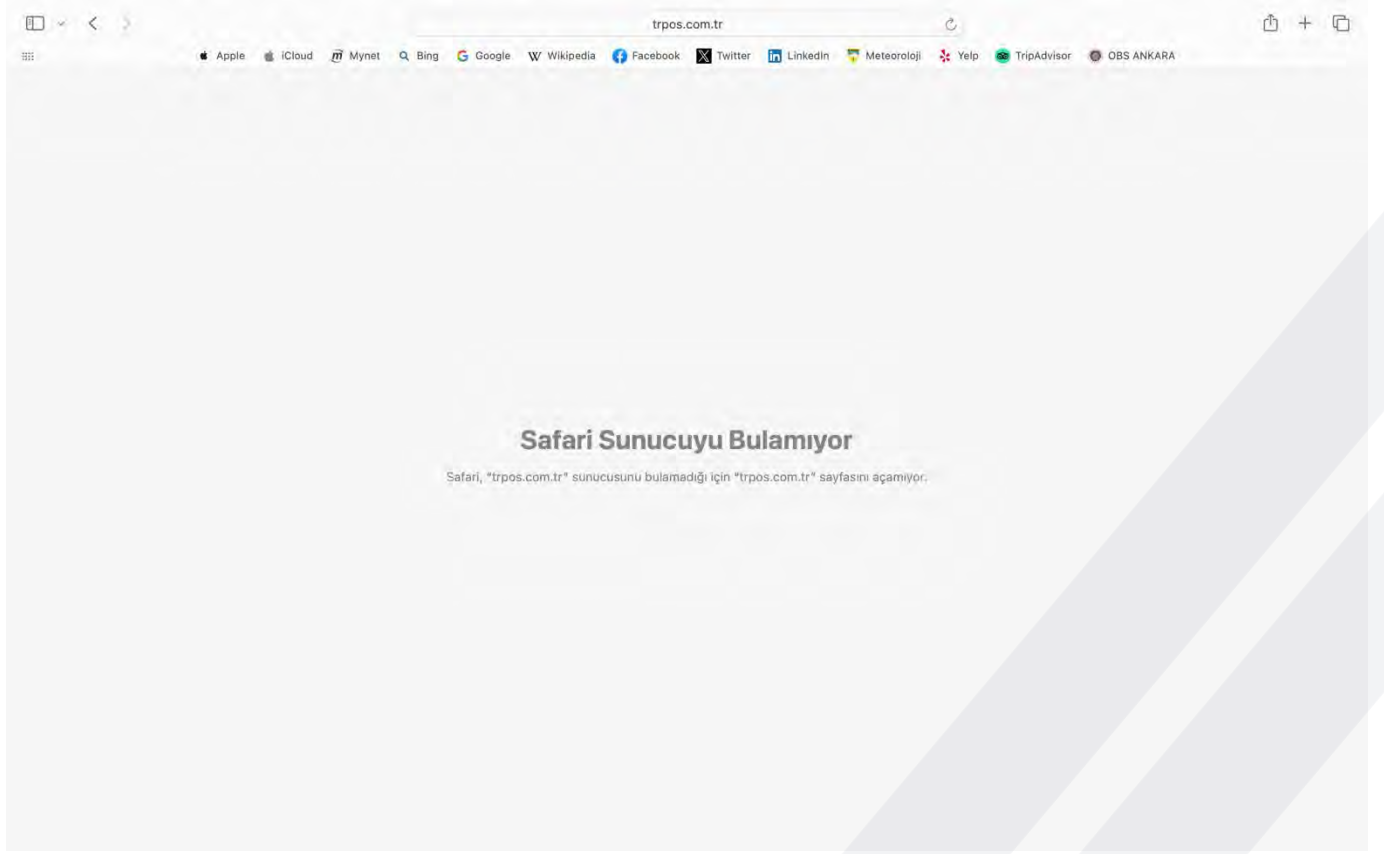 trpos.com.tr
Apple iCloud Mynet Bing Google Wikipedia Facebook Twitter LinkedIn Meteoroloji Yelp TripAdvisor OBS ANKARA
Safari Sunucuyu Bulamıyor
Safari, "trpos.com.tr" sunucusunu bulamadığı için "trpos.com.tr" sayfasını açamıyor.